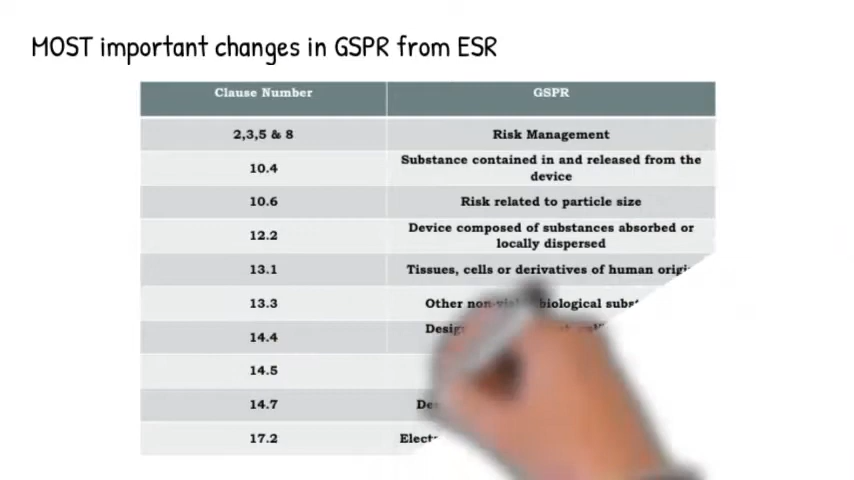 MOST important changes in GSPR from ESR
Clause Number GSPR
2,3,5 & 8 Risk Management
10.4 Substance contained in and released from the
device
10.6 Risk related to particle size
12.2 Device composed of substances absorbed or
locally dispersed
13.1 Tissues, cells or derivatives of human
13.3 Other biological
14.4
14.5
14.7
17.2